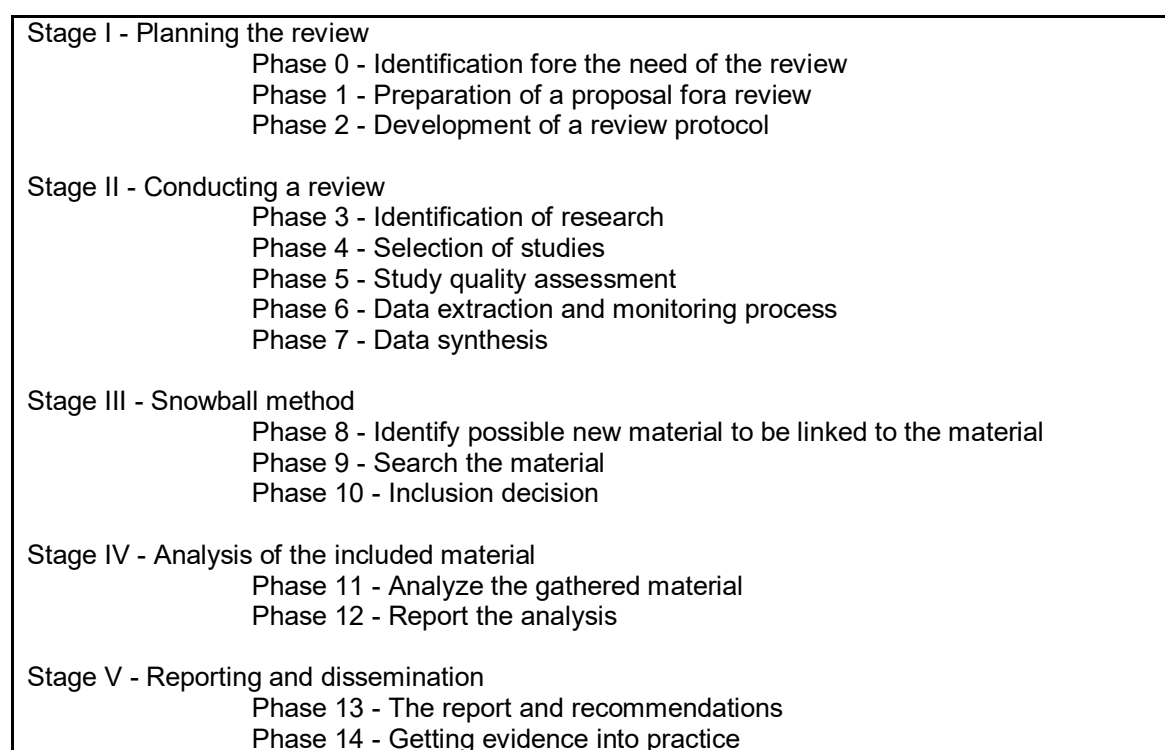 Stage I - Planning the review
Phase 0 - Identification fore the need of the review
Phase 1 - Preparation of a proposal fora review
Phase 2 - Development of a review protocol
Stage II - Conducting a review
Phase 3 - Identification of research
Phase 4 - Selection of studies
Phase 5 - Study quality assessment
Phase 6 - Data extraction and monitoring process
Phase 7 - Data synthesis
Stage III - Snowball method
Phase 8 - Identify possible new material to be linked to the material
Phase 9 - Search the material
Phase 10 - Inclusion decision
Stage IV - Analysis of the included material
Phase 11 - Analyze the gathered material
Phase 12 - Report the analysis
Stage V - Reporting and dissemination
Phase 13 - The report and recommendations
Phase 14 - Getting evidence into practice